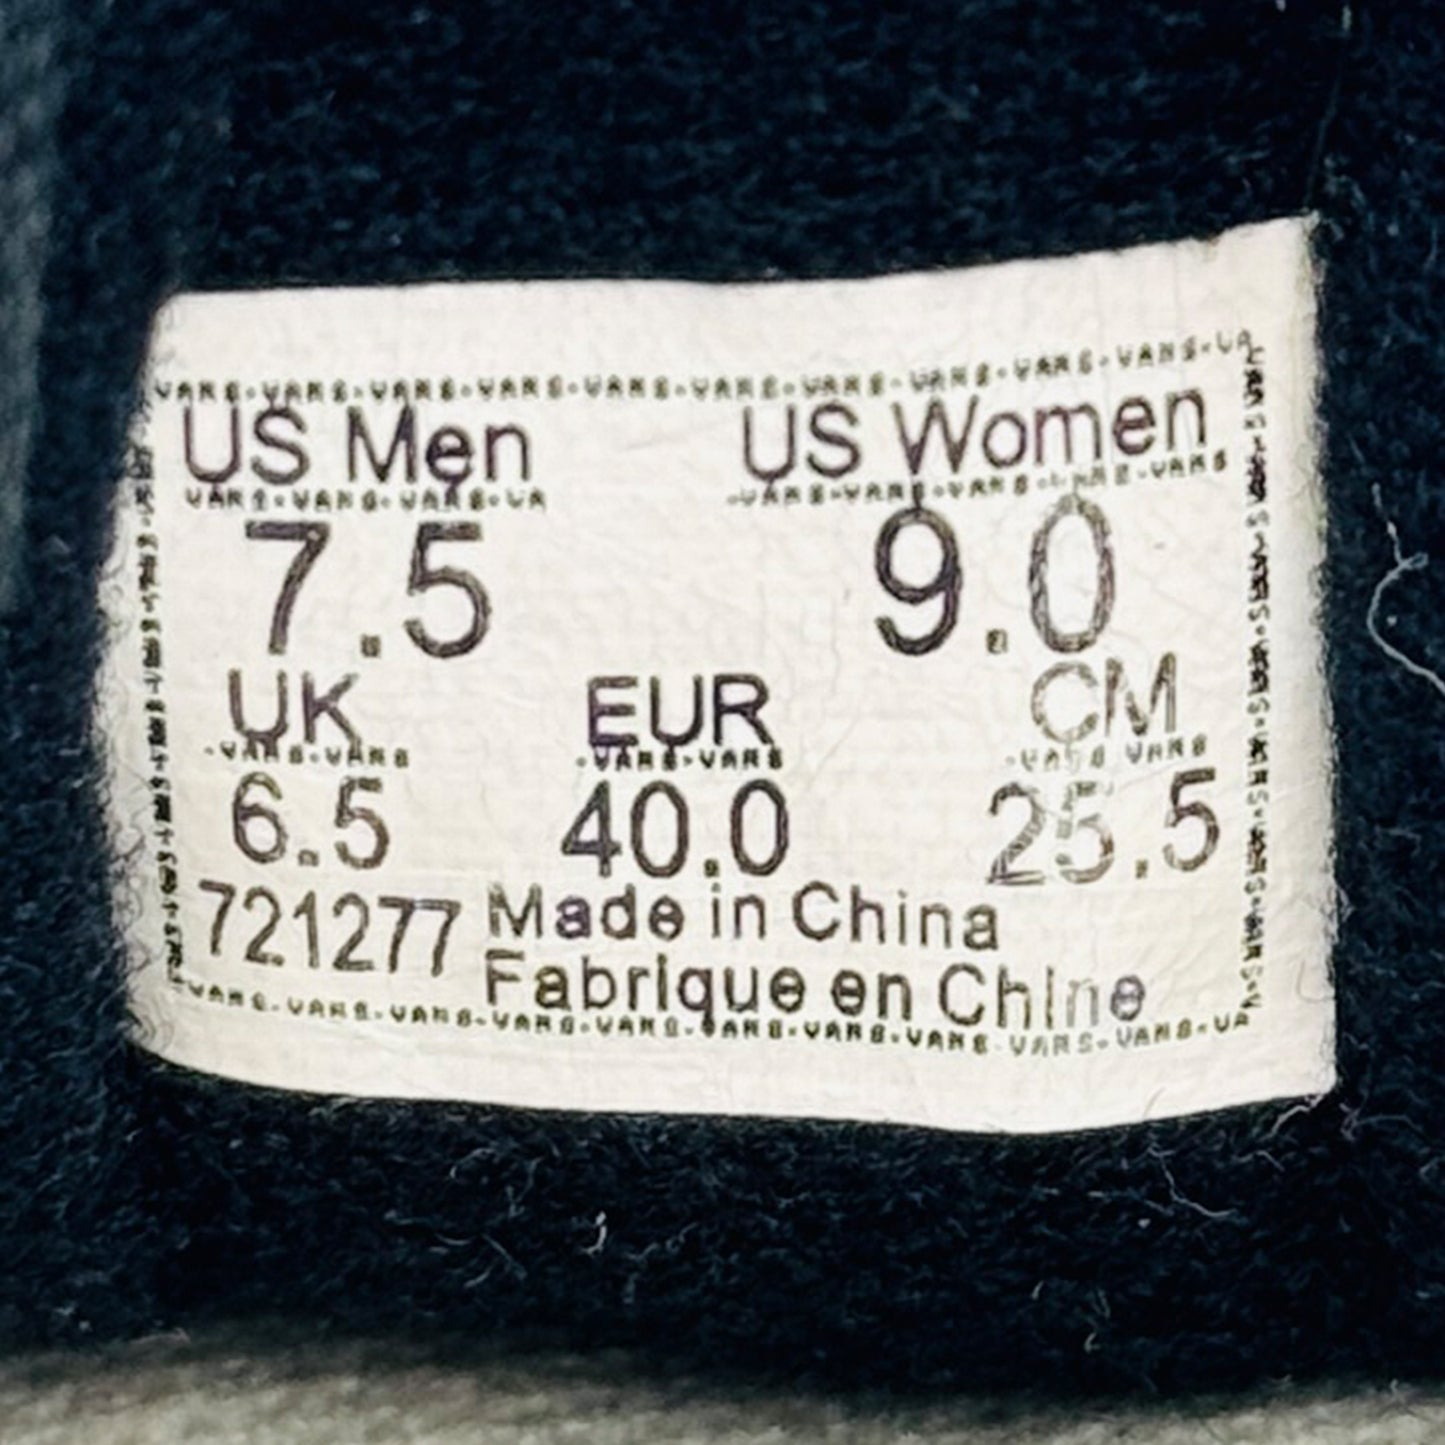 US Men US Women
7.5 9.0
UK EUR CM
6.5 40.0 25.5
721277 Made in China
Fabrique en Chine